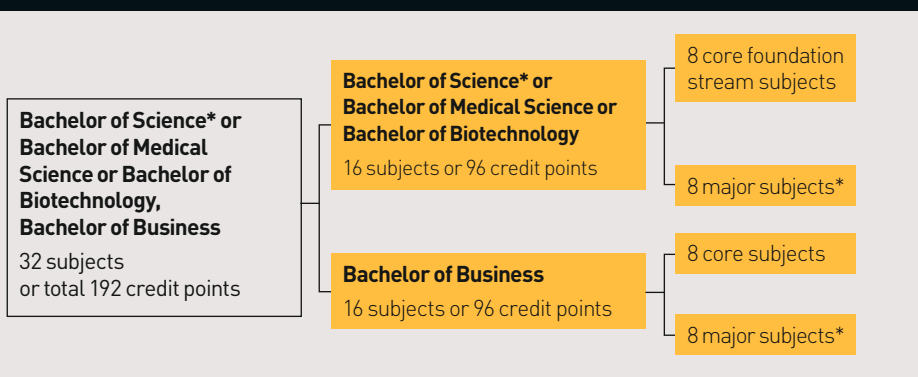 Bachelor of Science* or
Bachelor of Medical
Science or Bachelor of
Biotechnology,
Bachelor of Business
32 subjects
or total 192 credit points
Bachelor of Science* or
Bachelor of Medical Science or
Bachelor of Biotechnology
16 subjects or 96 credit points
8 core foundation
stream subjects
8 major subjects*
Bachelor of Business
16 subjects or 96 credit points
8 core subjects
8 major subjects*